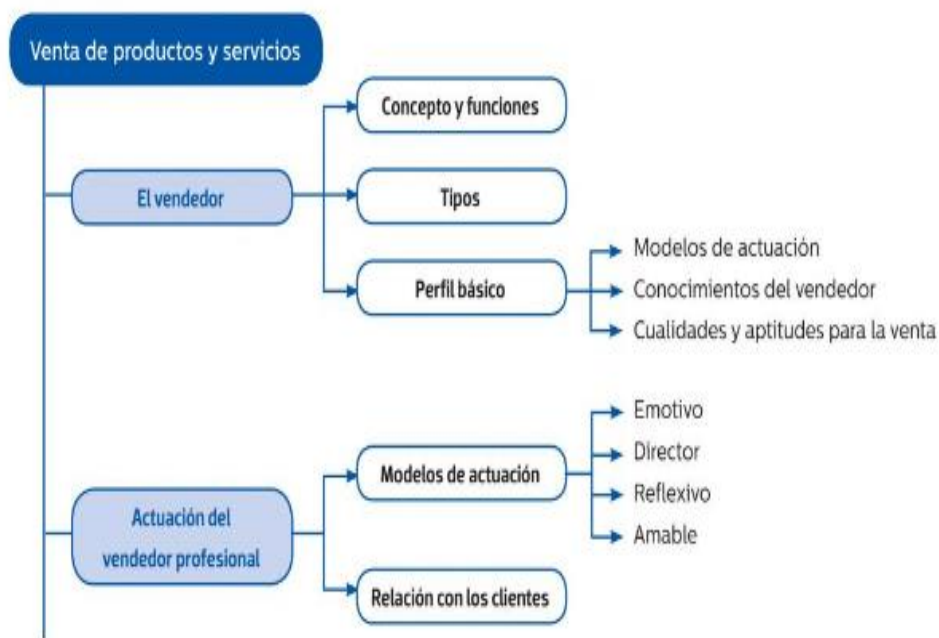 Venta de productos y servicios
Concepto y funciones
El vendedor
Tipos
Perfil básico
Modelos de actuación
Conocimientos del vendedor
Cualidades y aptitudes para la venta
Emotivo
Modelos de actuación
Director
Reflexivo
Actuación del
vendedor profesional
Amable
Relación con los clientes